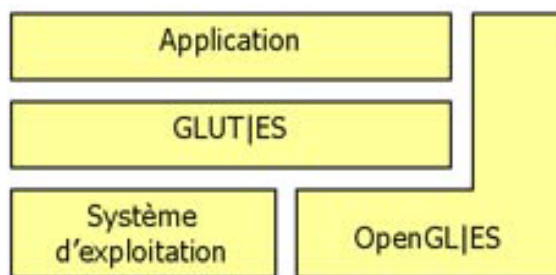 Application
GLUT|ES
Système
d'exploitation
OpenGL|ES